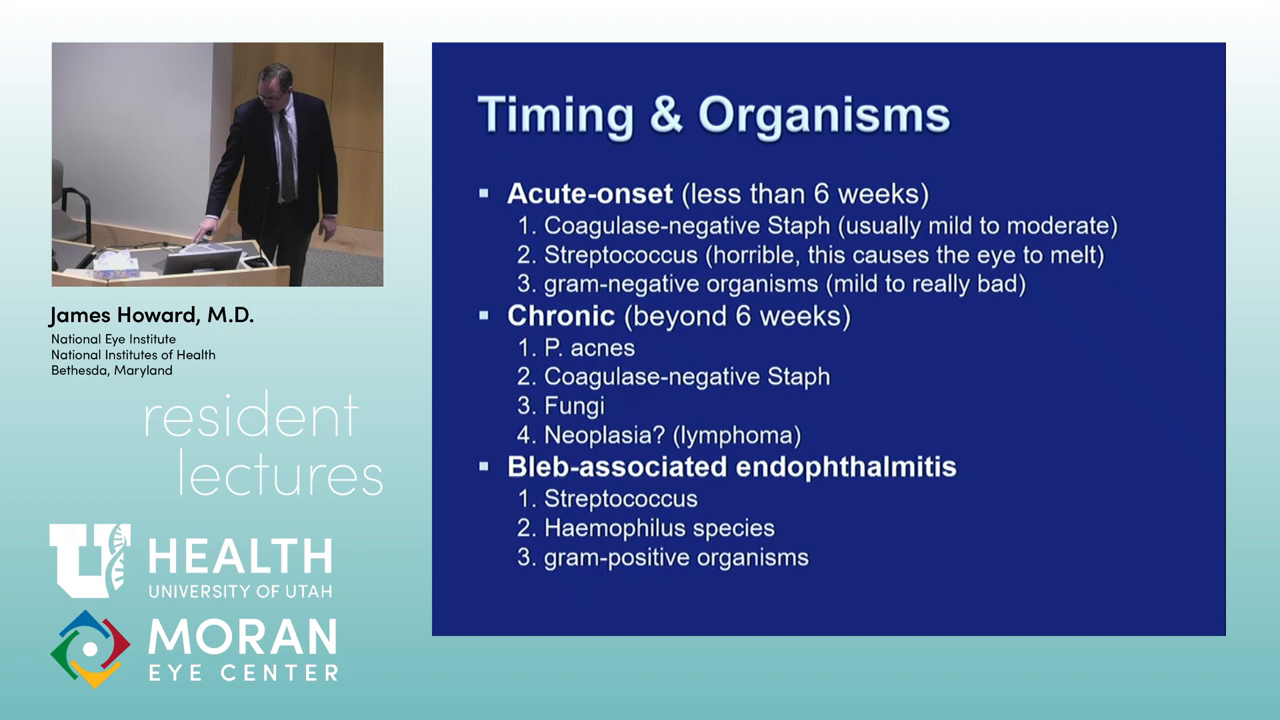 James Howard, M.D.
National Eye Institute
National Institutes of Health
Bethesda, Maryland
resident
lectures
U HEALTH
UNIVERSITY OF UTAH
MORAN
EYE CENTER
Timing & Organisms
▪ Acute-onset (less than 6 weeks)
1. Coagulase-negative Staph (usually mild to moderate)
2. Streptococcus (horrible, this causes the eye to melt)
3. gram-negative organisms (mild to really bad)
▪ Chronic (beyond 6 weeks)
1. P. acnes
2. Coagulase-negative Staph
3. Fungi
4. Neoplasia? (lymphoma)
▪ Bleb-associated endophthalmitis
1. Streptococcus
2. Haemophilus species
3. gram-positive organisms